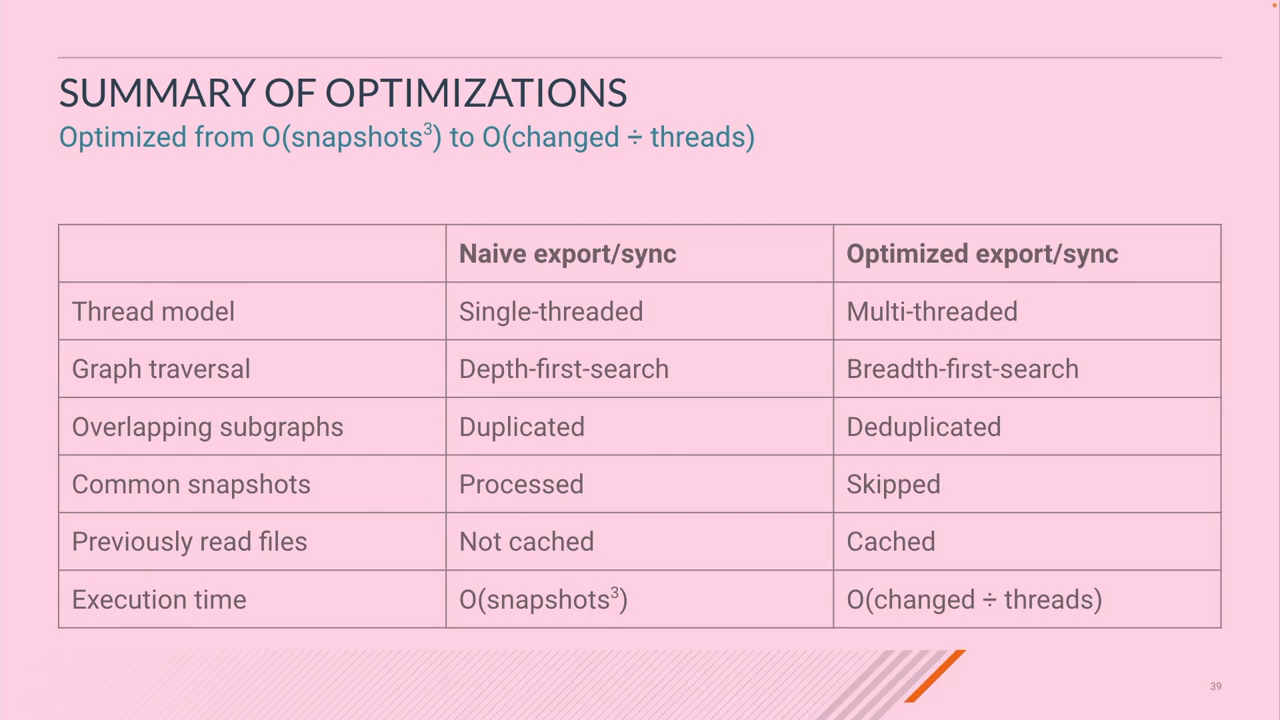 SUMMARY OF OPTIMIZATIONS
Optimized from O(snapshots³) to O(changed ÷ threads)
Naive export/sync Optimized export/sync
Thread model Single-threaded Multi-threaded
Graph traversal Depth-first-search Breadth-first-search
Overlapping subgraphs Duplicated Deduplicated
Common snapshots Processed Skipped
Previously read files Not cached Cached
Execution time O(snapshots³) O(changed ÷ threads)
39